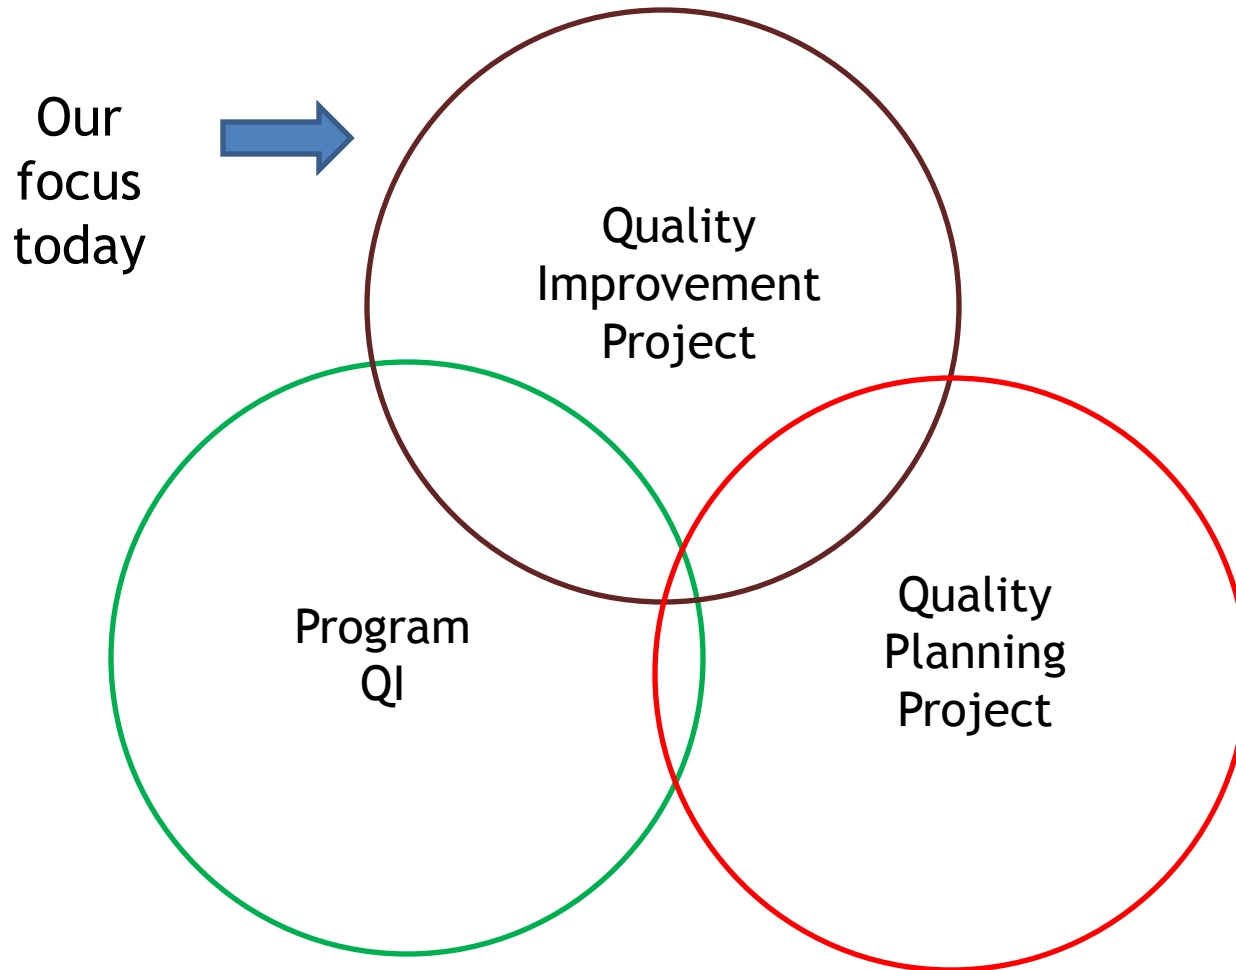 Our
focus
today
Quality
Improvement
Project
Program
QI
Quality
Planning
Project